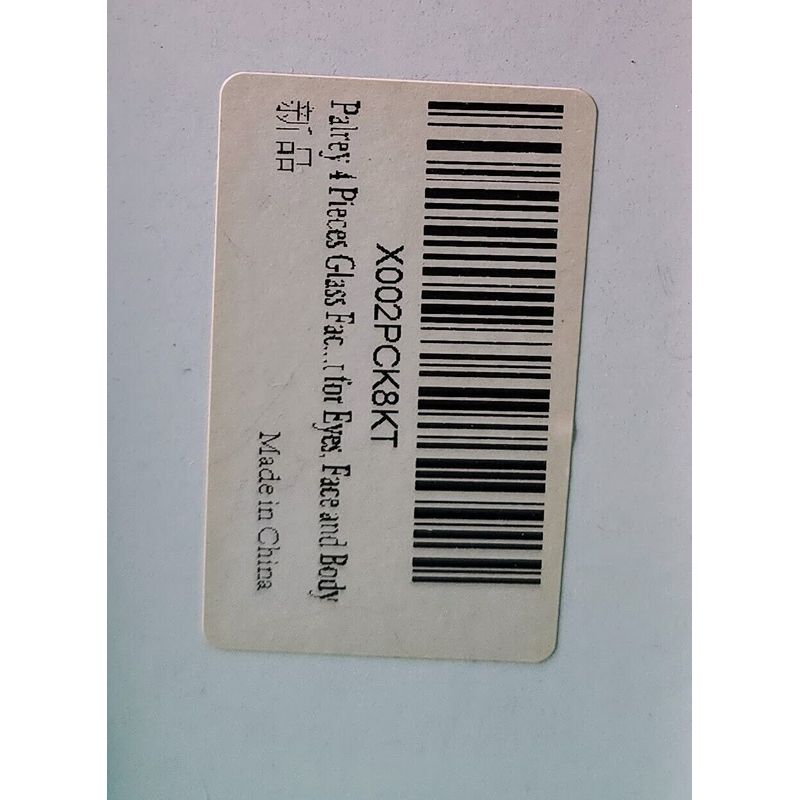 X002PCK8KT
Palrey 4 Pieces Glass Fac...r for Eyes, Face and Body
新品
Made in China